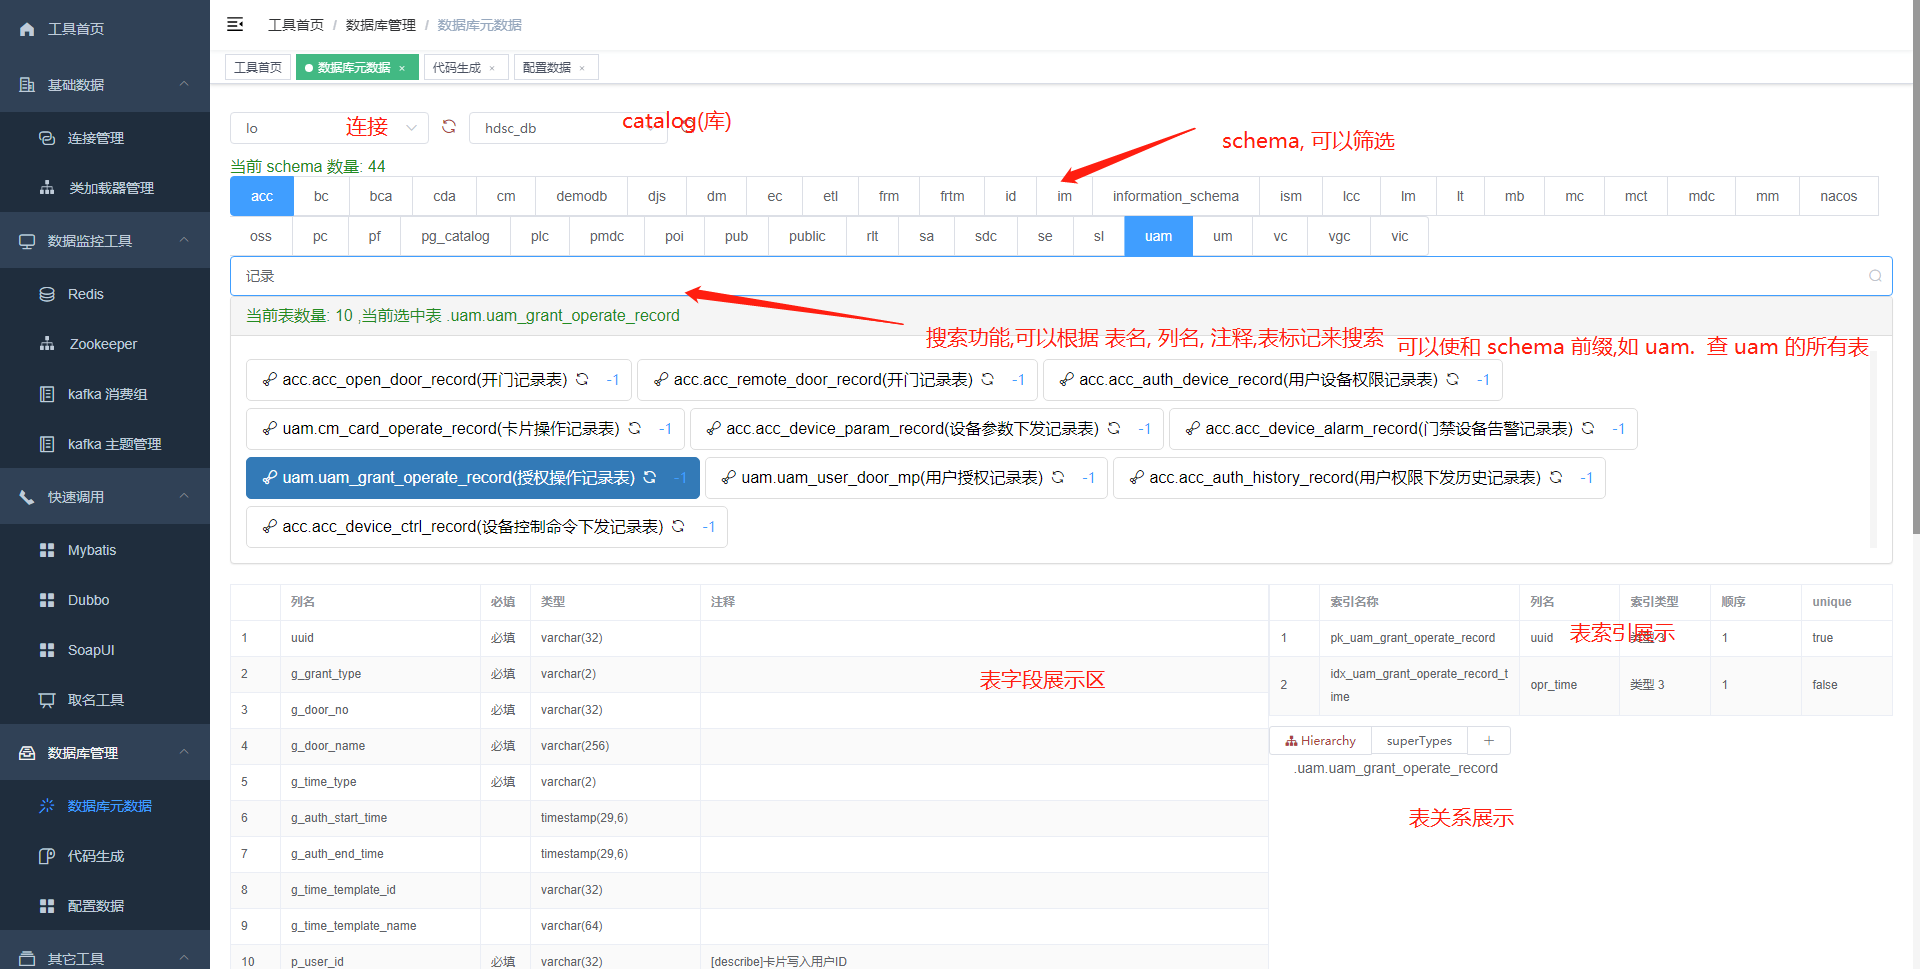 工具首页
基础数据
连接管理
类加载器管理
数据监控工具
Redis
Zookeeper
kafka 消费组
kafka 主题管理
快速调用
Mybatis
Dubbo
SoapUI
取名工具
数据库管理
数据库元数据
代码生成
配置数据
其它工具
工具首页 / 数据库管理 / 数据库元数据
工具首页 数据库元数据 × 代码生成 × 配置数据 ×
lo 连接 hdsc_db catalog(库)
schema, 可以筛选
当前 schema 数量: 44
acc bc bca cda cm demodb djs dm ec etl frm frtm id im information_schema ism lcc lm lt mb mc mct mdc mm nacos
oss pc pf pg_catalog plc pmdc poi pub public rlt sa sdc se sl uam um vc vgc vic
记录
当前表数量: 10 ,当前选中表 .uam.uam_grant_operate_record
搜索功能,可以根据 表名, 列名, 注释,表标记来搜索
可以使和 schema 前缀,如 uam. 查 uam 的所有表
acc.acc_open_door_record(开门记录表) -1 acc.acc_remote_door_record(开门记录表) -1 acc.acc_auth_device_record(用户设备权限记录表) -1
uam.cm_card_operate_record(卡片操作记录表) -1 acc.acc_device_param_record(设备参数下发记录表) -1 acc.acc_device_alarm_record(门禁设备告警记录表) -1
uam.uam_grant_operate_record(授权操作记录表) -1 uam.uam_user_door_mp(用户授权记录表) -1 acc.acc_auth_history_record(用户权限下发历史记录表) -1
acc.acc_device_ctrl_record(设备控制命令下发记录表) -1
列名 必填 类型 注释
1 uuid 必填 varchar(32)
2 g_grant_type 必填 varchar(2)
3 g_door_no 必填 varchar(32)
4 g_door_name 必填 varchar(256)
5 g_time_type 必填 varchar(2)
6 g_auth_start_time timestamp(29,6)
7 g_auth_end_time timestamp(29,6)
8 g_time_template_id varchar(32)
9 g_time_template_name varchar(64)
10 p_user_id 必填 varchar(32) [describe]卡片写入用户ID
表字段展示区
索引名称 列名 索引类型 顺序 unique
1 pk_uam_grant_operate_record uuid 类型 3 1 true
表索引展示
2 idx_uam_grant_operate_record_t
ime opr_time 类型 3 1 false
Hierarchy superTypes +
.uam.uam_grant_operate_record
表关系展示